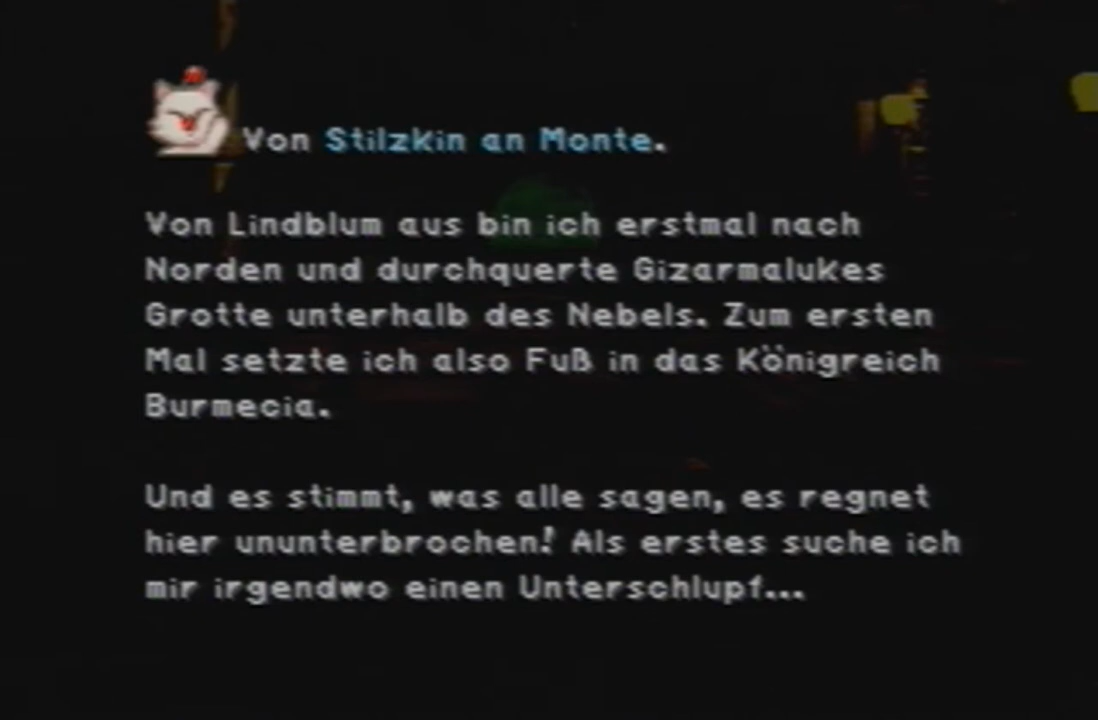 Von Stilzkin an Monte.
Von Lindblum aus bin ich erstmal nach
Norden und durchquerte Gizarmalukes
Grotte unterhalb des Nebels. Zum ersten
Mal setzte ich also Fuß in das Königreich
Burmecia.
Und es stimmt, was alle sagen, es regnet
hier ununterbrochen! Als erstes suche ich
mir irgendwo einen Unterschlupf...